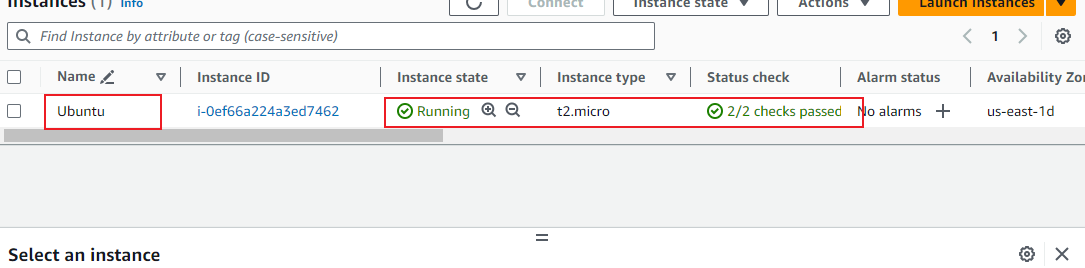 Instances (1) Info
Connect
Instance state
Actions
Launch instances
Find Instance by attribute or tag (case-sensitive)
1
Name Instance ID Instance state Instance type Status check Alarm status Availability Zon
Ubuntu i-0ef66a224a3ed7462 Running t2.micro 2/2 checks passed No alarms + us-east-1d
Select an instance